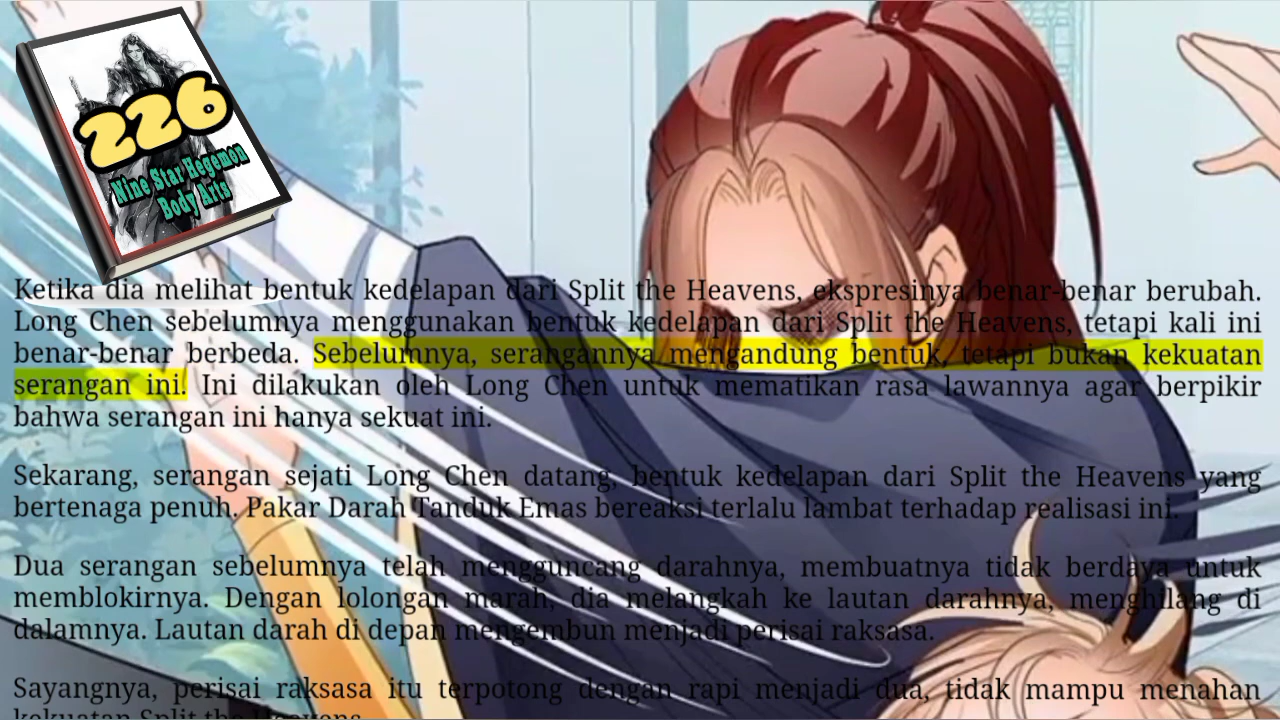 226
Nine Star Hegemon
Body Arts
Ketika dia melihat bentuk kedelapan dari Split the Heavens, ekspresinya benar-benar berubah.
Long Chen sebelumnya menggunakan bentuk kedelapan dari Split the Heavens, tetapi kali ini
benar-benar berbeda. Sebelumnya, serangannya mengandung bentuk, tetapi bukan kekuatan
serangan ini. Ini dilakukan oleh Long Chen untuk mematikan rasa lawannya agar berpikir
bahwa serangan ini hanya sekuat ini.
Sekarang, serangan sejati Long Chen datang, bentuk kedelapan dari Split the Heavens yang
bertenaga penuh. Pakar Darah Tanduk Emas bereaksi terlalu lambat terhadap realisasi ini.
Dua serangan sebelumnya telah mengguncang darahnya, membuatnya tidak berdaya untuk
memblokirnya. Dengan lolongan marah, dia melangkah ke lautan darahnya, menghilang di
dalamnya. Lautan darah di depan mengembun menjadi perisai raksasa.
Sayangnya, perisai raksasa itu terpotong dengan rapi menjadi dua, tidak mampu menahan
kekuatan Split the Heavens.